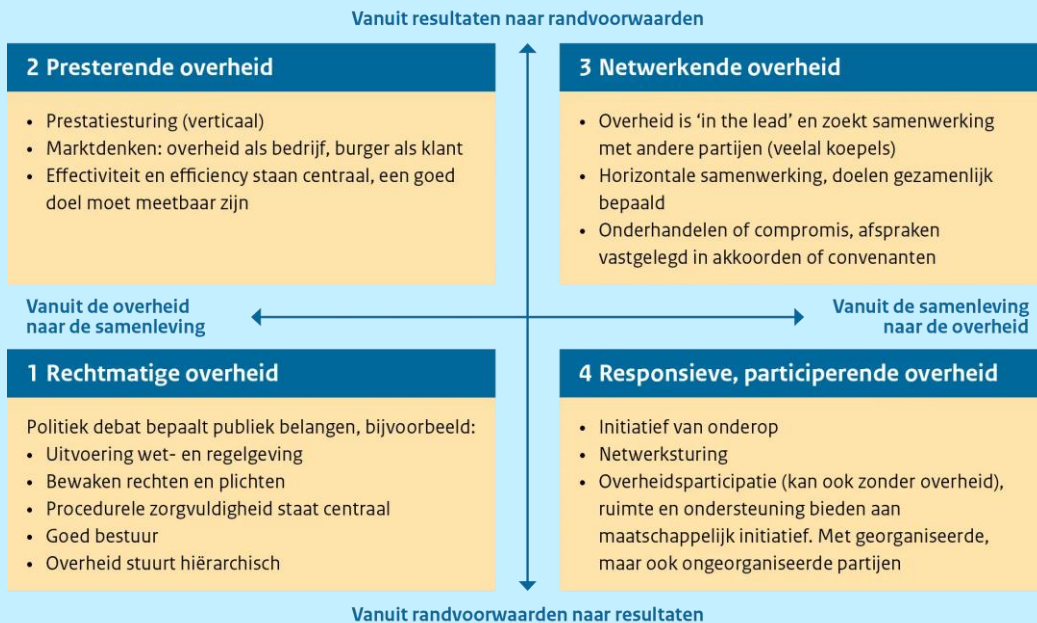 Vanuit resultaten naar randvoorwaarden
2 Presterende overheid
• Prestatiesturing (verticaal)
• Marktdenken: overheid als bedrijf, burger als klant
• Effectiviteit en efficiency staan centraal, een goed
doel moet meetbaar zijn
3 Netwerkende overheid
• Overheid is ‘in the lead’ en zoekt samenwerking
met andere partijen (veelal koepels)
• Horizontale samenwerking, doelen gezamenlijk
bepaald
• Onderhandelen of compromis, afspraken
vastgelegd in akkoorden of convenanten
Vanuit de overheid
naar de samenleving
Vanuit de samenleving
naar de overheid
1 Rechtmatige overheid
Politiek debat bepaalt publiek belangen, bijvoorbeeld:
• Uitvoering wet- en regelgeving
• Bewaken rechten en plichten
• Procedurele zorgvuldigheid staat centraal
• Goed bestuur
• Overheid stuurt hiërarchisch
4 Responsieve, participerende overheid
• Initiatief van onderop
• Netwerksturing
• Overheidsparticipatie (kan ook zonder overheid),
ruimte en ondersteuning bieden aan
maatschappelijk initiatief. Met georganiseerde,
maar ook ongeorganiseerde partijen
Vanuit randvoorwaarden naar resultaten